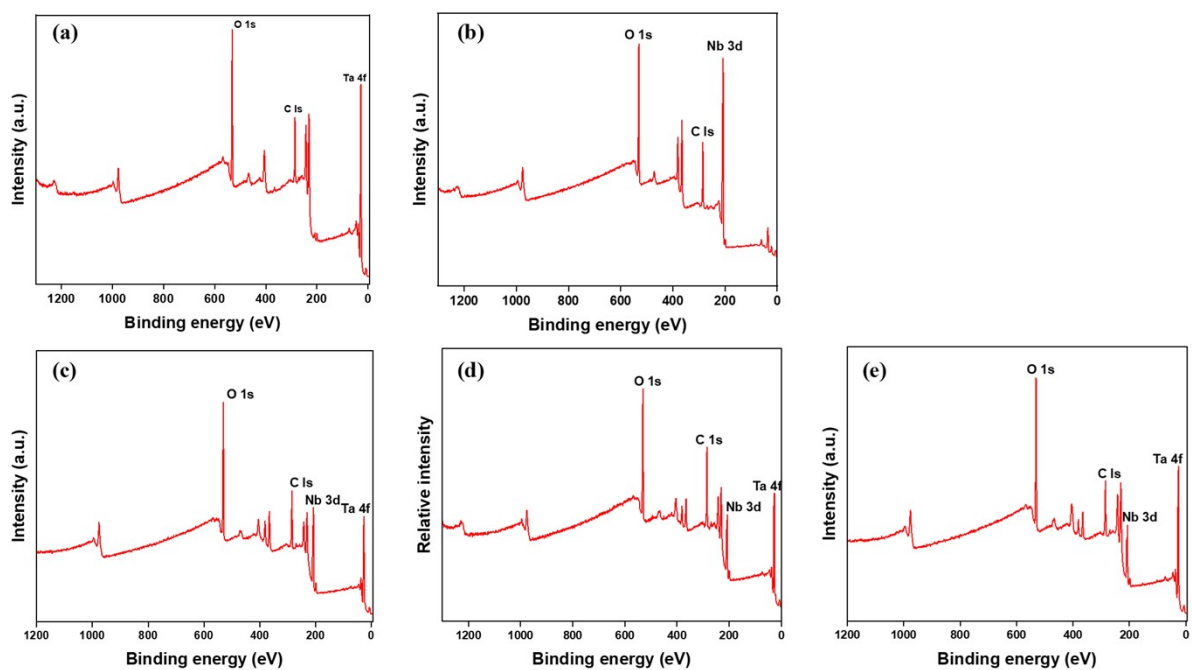 (a)
O 1s
C ls
Ta 4f
Intensity (a.u.)
1200 1000 800 600 400 200 0
Binding energy (eV)
(b)
O 1s
Nb 3d
C ls
Intensity (a.u.)
1200 1000 800 600 400 200 0
Binding energy (eV)
(c)
O 1s
C ls
Nb 3d
Ta 4f
Intensity (a.u.)
1200 1000 800 600 400 200 0
Binding energy (eV)
(d)
O 1s
C 1s
Ta 4f
Nb 3d
Relative intensity
1200 1000 800 600 400 200 0
Binding energy (eV)
(e)
O 1s
Ta 4f
C ls
Nb 3d
Intensity (a.u.)
1200 1000 800 600 400 200 0
Binding energy (eV)